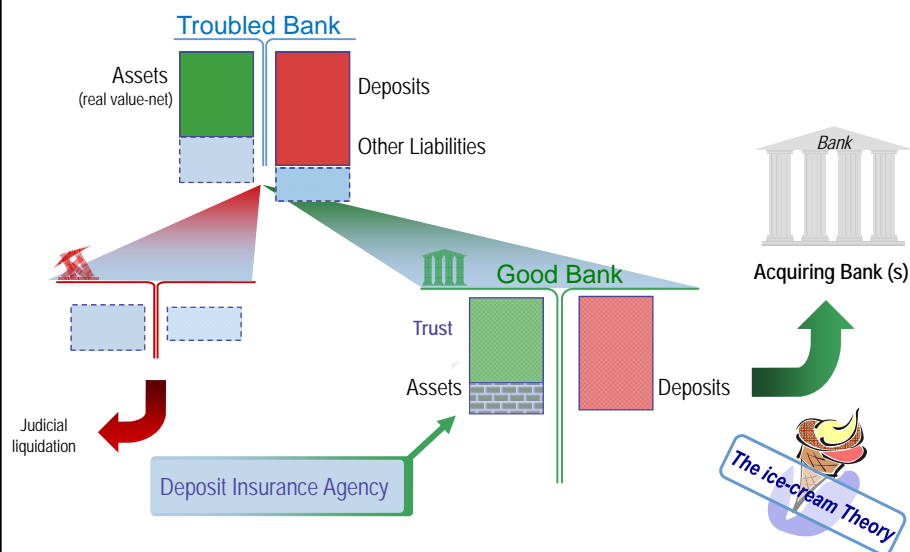 Troubled Bank
Assets
(real value-net)
Deposits
Other Liabilities
Bank
Acquiring Bank (s)
Good Bank
Trust
Assets
Deposits
Judicial
liquidation
Deposit Insurance Agency
The ice-cream Theory